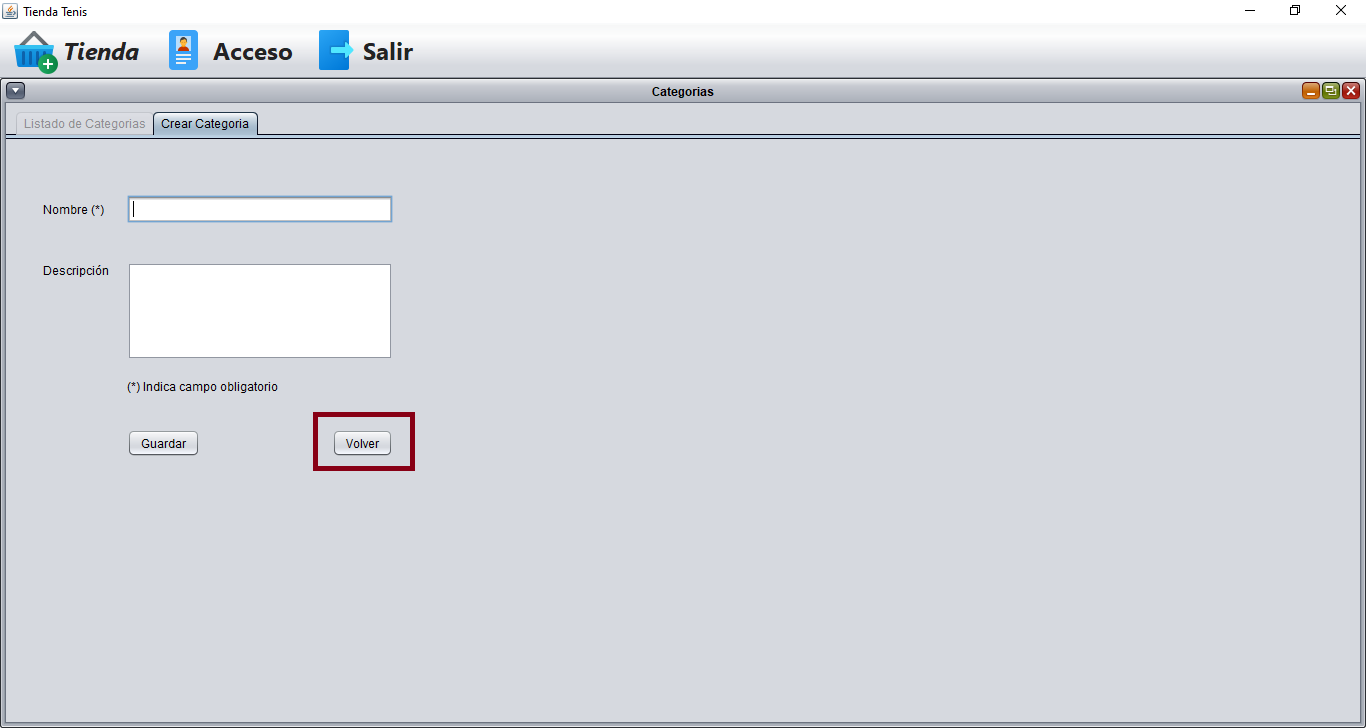 Tienda Tenis
Tienda Acceso Salir
Categorias
Listado de Categorias Crear Categoria
Nombre (*)
Descripción
(*) Indica campo obligatorio
Guardar Volver